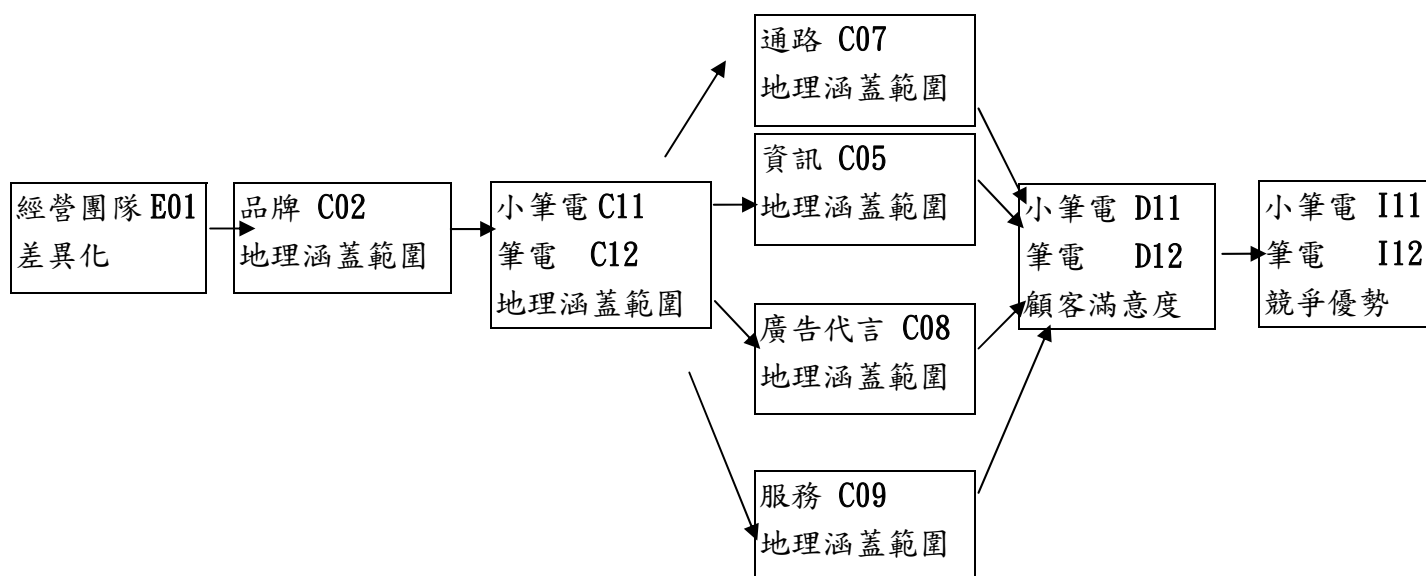 經營團隊 E01
差異化
品牌 C02
地理涵蓋範圍
小筆電 C11
筆電 C12
地理涵蓋範圍
通路 C07
地理涵蓋範圍
資訊 C05
地理涵蓋範圍
廣告代言 C08
地理涵蓋範圍
服務 C09
地理涵蓋範圍
小筆電 D11
筆電 D12
顧客滿意度
小筆電 I11
筆電 I12
競爭優勢